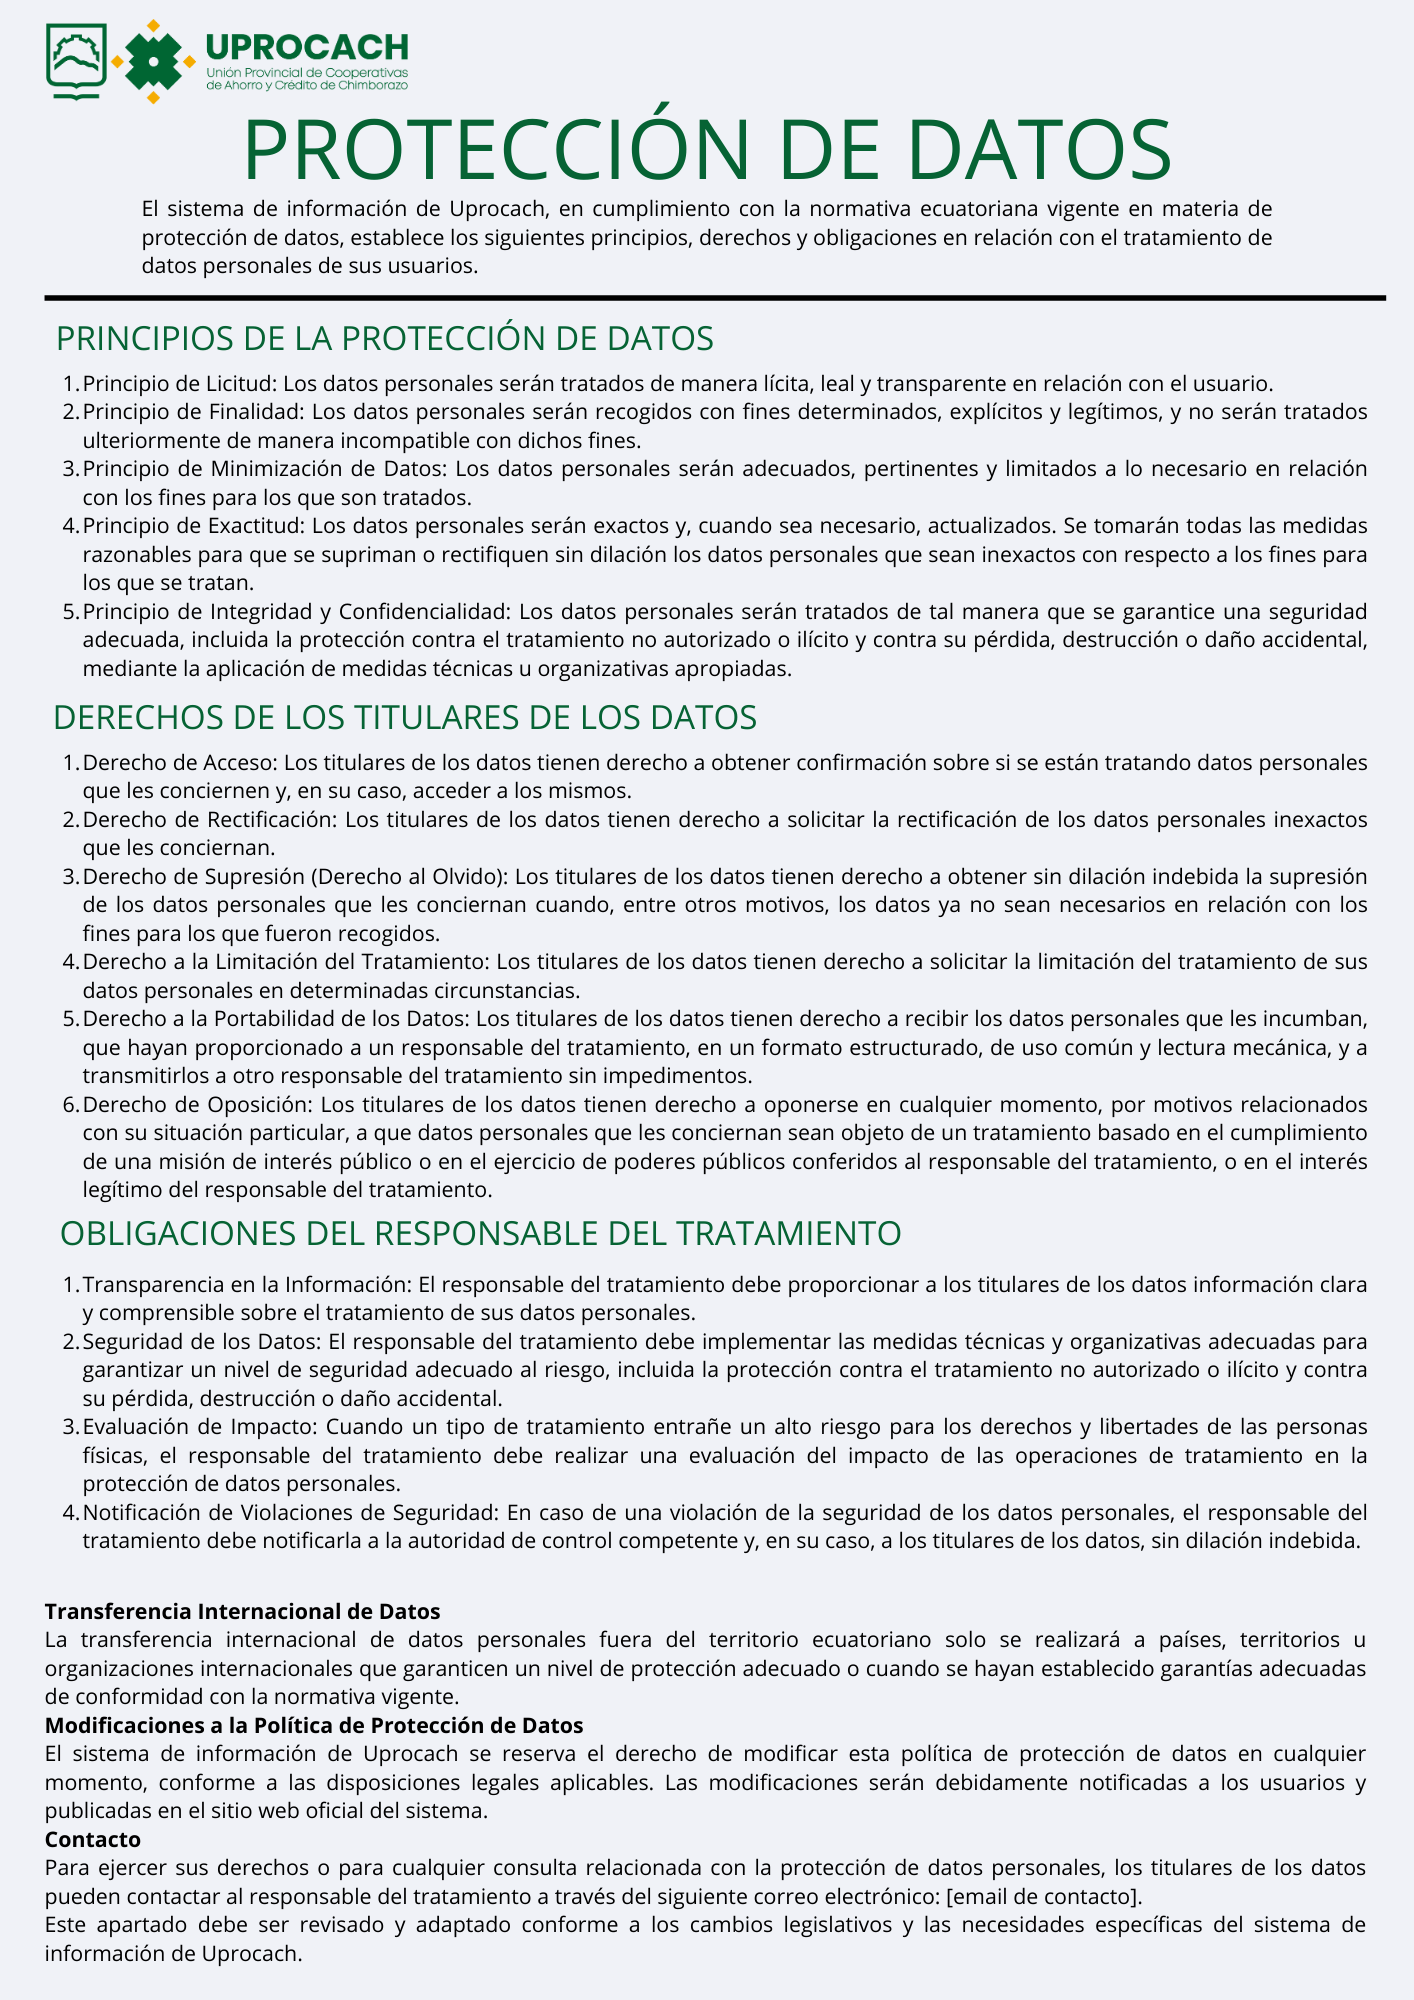 UPROCACH
Unión Provincial de Cooperativas
de Ahorro y Crédito de Chimborazo
PROTECCIÓN DE DATOS
El sistema de información de Uprocach, en cumplimiento con la normativa ecuatoriana vigente en materia de
protección de datos, establece los siguientes principios, derechos y obligaciones en relación con el tratamiento de
datos personales de sus usuarios.
PRINCIPIOS DE LA PROTECCIÓN DE DATOS
1. Principio de Licitud: Los datos personales serán tratados de manera lícita, leal y transparente en relación con el usuario.
2. Principio de Finalidad: Los datos personales serán recogidos con fines determinados, explícitos y legítimos, y no serán tratados
ulteriormente de manera incompatible con dichos fines.
3. Principio de Minimización de Datos: Los datos personales serán adecuados, pertinentes y limitados a lo necesario en relación
con los fines para los que son tratados.
4. Principio de Exactitud: Los datos personales serán exactos y, cuando sea necesario, actualizados. Se tomarán todas las medidas
razonables para que se supriman o rectifiquen sin dilación los datos personales que sean inexactos con respecto a los fines para
los que se tratan.
5. Principio de Integridad y Confidencialidad: Los datos personales serán tratados de tal manera que se garantice una seguridad
adecuada, incluida la protección contra el tratamiento no autorizado o ilícito y contra su pérdida, destrucción o daño accidental,
mediante la aplicación de medidas técnicas u organizativas apropiadas.
DERECHOS DE LOS TITULARES DE LOS DATOS
1. Derecho de Acceso: Los titulares de los datos tienen derecho a obtener confirmación sobre si se están tratando datos personales
que les conciernen y, en su caso, acceder a los mismos.
2. Derecho de Rectificación: Los titulares de los datos tienen derecho a solicitar la rectificación de los datos personales inexactos
que les conciernan.
3. Derecho de Supresión (Derecho al Olvido): Los titulares de los datos tienen derecho a obtener sin dilación indebida la supresión
de los datos personales que les conciernan cuando, entre otros motivos, los datos ya no sean necesarios en relación con los
fines para los que fueron recogidos.
4. Derecho a la Limitación del Tratamiento: Los titulares de los datos tienen derecho a solicitar la limitación del tratamiento de sus
datos personales en determinadas circunstancias.
5. Derecho a la Portabilidad de los Datos: Los titulares de los datos tienen derecho a recibir los datos personales que les incumban,
que hayan proporcionado a un responsable del tratamiento, en un formato estructurado, de uso común y lectura mecánica, y a
transmitirlos a otro responsable del tratamiento sin impedimentos.
6. Derecho de Oposición: Los titulares de los datos tienen derecho a oponerse en cualquier momento, por motivos relacionados
con su situación particular, a que datos personales que les conciernan sean objeto de un tratamiento basado en el cumplimiento
de una misión de interés público o en el ejercicio de poderes públicos conferidos al responsable del tratamiento, o en el interés
legítimo del responsable del tratamiento.
OBLIGACIONES DEL RESPONSABLE DEL TRATAMIENTO
1. Transparencia en la Información: El responsable del tratamiento debe proporcionar a los titulares de los datos información clara
y comprensible sobre el tratamiento de sus datos personales.
2. Seguridad de los Datos: El responsable del tratamiento debe implementar las medidas técnicas y organizativas adecuadas para
garantizar un nivel de seguridad adecuado al riesgo, incluida la protección contra el tratamiento no autorizado o ilícito y contra
su pérdida, destrucción o daño accidental.
3. Evaluación de Impacto: Cuando un tipo de tratamiento entrañe un alto riesgo para los derechos y libertades de las personas
físicas, el responsable del tratamiento debe realizar una evaluación del impacto de las operaciones de tratamiento en la
protección de datos personales.
4. Notificación de Violaciones de Seguridad: En caso de una violación de la seguridad de los datos personales, el responsable del
tratamiento debe notificarla a la autoridad de control competente y, en su caso, a los titulares de los datos, sin dilación indebida.
Transferencia Internacional de Datos
La transferencia internacional de datos personales fuera del territorio ecuatoriano solo se realizará a países, territorios u
organizaciones internacionales que garanticen un nivel de protección adecuado o cuando se hayan establecido garantías adecuadas
de conformidad con la normativa vigente.
Modificaciones a la Política de Protección de Datos
El sistema de información de Uprocach se reserva el derecho de modificar esta política de protección de datos en cualquier
momento, conforme a las disposiciones legales aplicables. Las modificaciones serán debidamente notificadas a los usuarios y
publicadas en el sitio web oficial del sistema.
Contacto
Para ejercer sus derechos o para cualquier consulta relacionada con la protección de datos personales, los titulares de los datos
pueden contactar al responsable del tratamiento a través del siguiente correo electrónico: [email de contacto].
Este apartado debe ser revisado y adaptado conforme a los cambios legislativos y las necesidades específicas del sistema de
información de Uprocach.